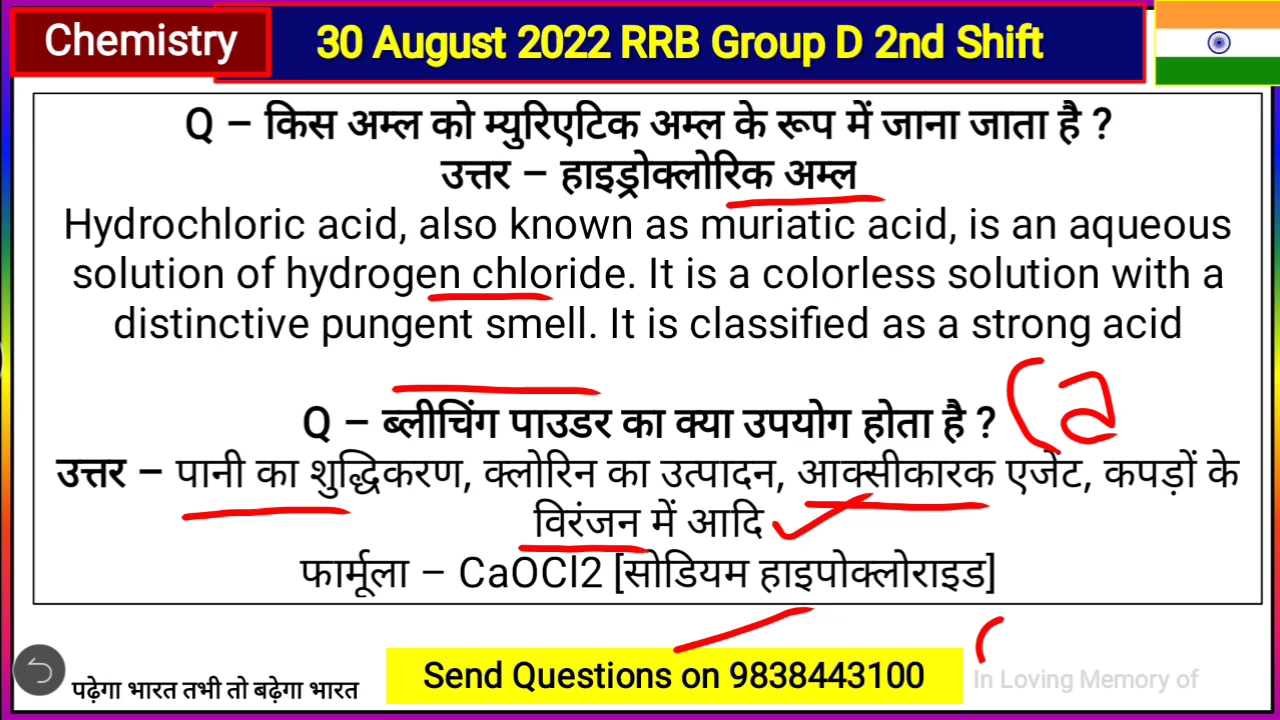 Chemistry
30 August 2022 RRB Group D 2nd Shift
Q – किस अम्ल को म्युरिएटिक अम्ल के रूप में जाना जाता है ?
उत्तर – हाइड्रोक्लोरिक अम्ल
Hydrochloric acid, also known as muriatic acid, is an aqueous
solution of hydrogen chloride. It is a colorless solution with a
distinctive pungent smell. It is classified as a strong acid
Q – ब्लीचिंग पाउडर का क्या उपयोग होता है ?
(a
उत्तर – पानी का शुद्धिकरण, क्लोरिन का उत्पादन, आक्सीकारक एजेंट, कपड़ों के
विरंजन में आदि
फार्मूला – CaOCl2 [सोडियम हाइपोक्लोराइड]
पढ़ेगा भारत तभी तो बढ़ेगा भारत
Send Questions on 9838443100
In Loving Memory of